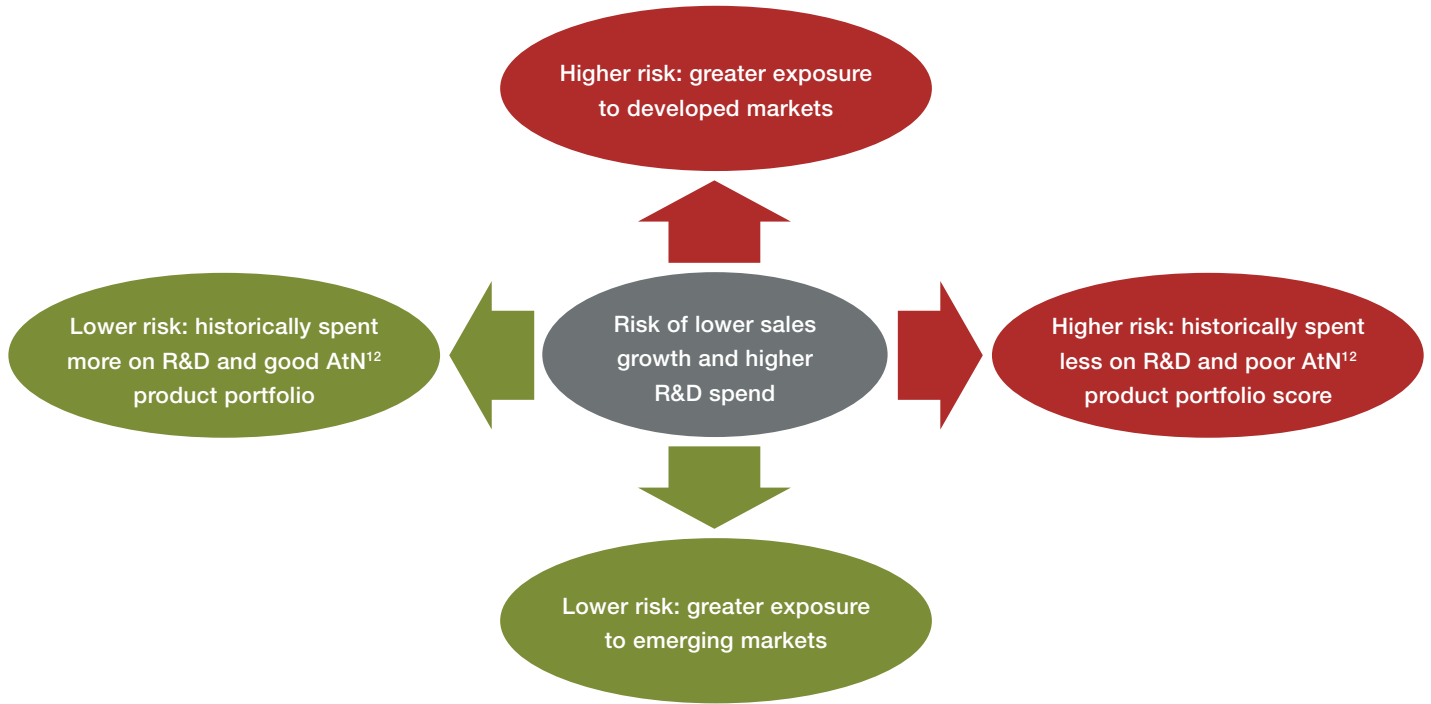 Higher risk: greater exposure
to developed markets
Lower risk: historically spent
more on R&D and good AtN¹²
product portfolio
Risk of lower sales
growth and higher
R&D spend
Higher risk: historically spent
less on R&D and poor AtN¹²
product portfolio score
Lower risk: greater exposure
to emerging markets